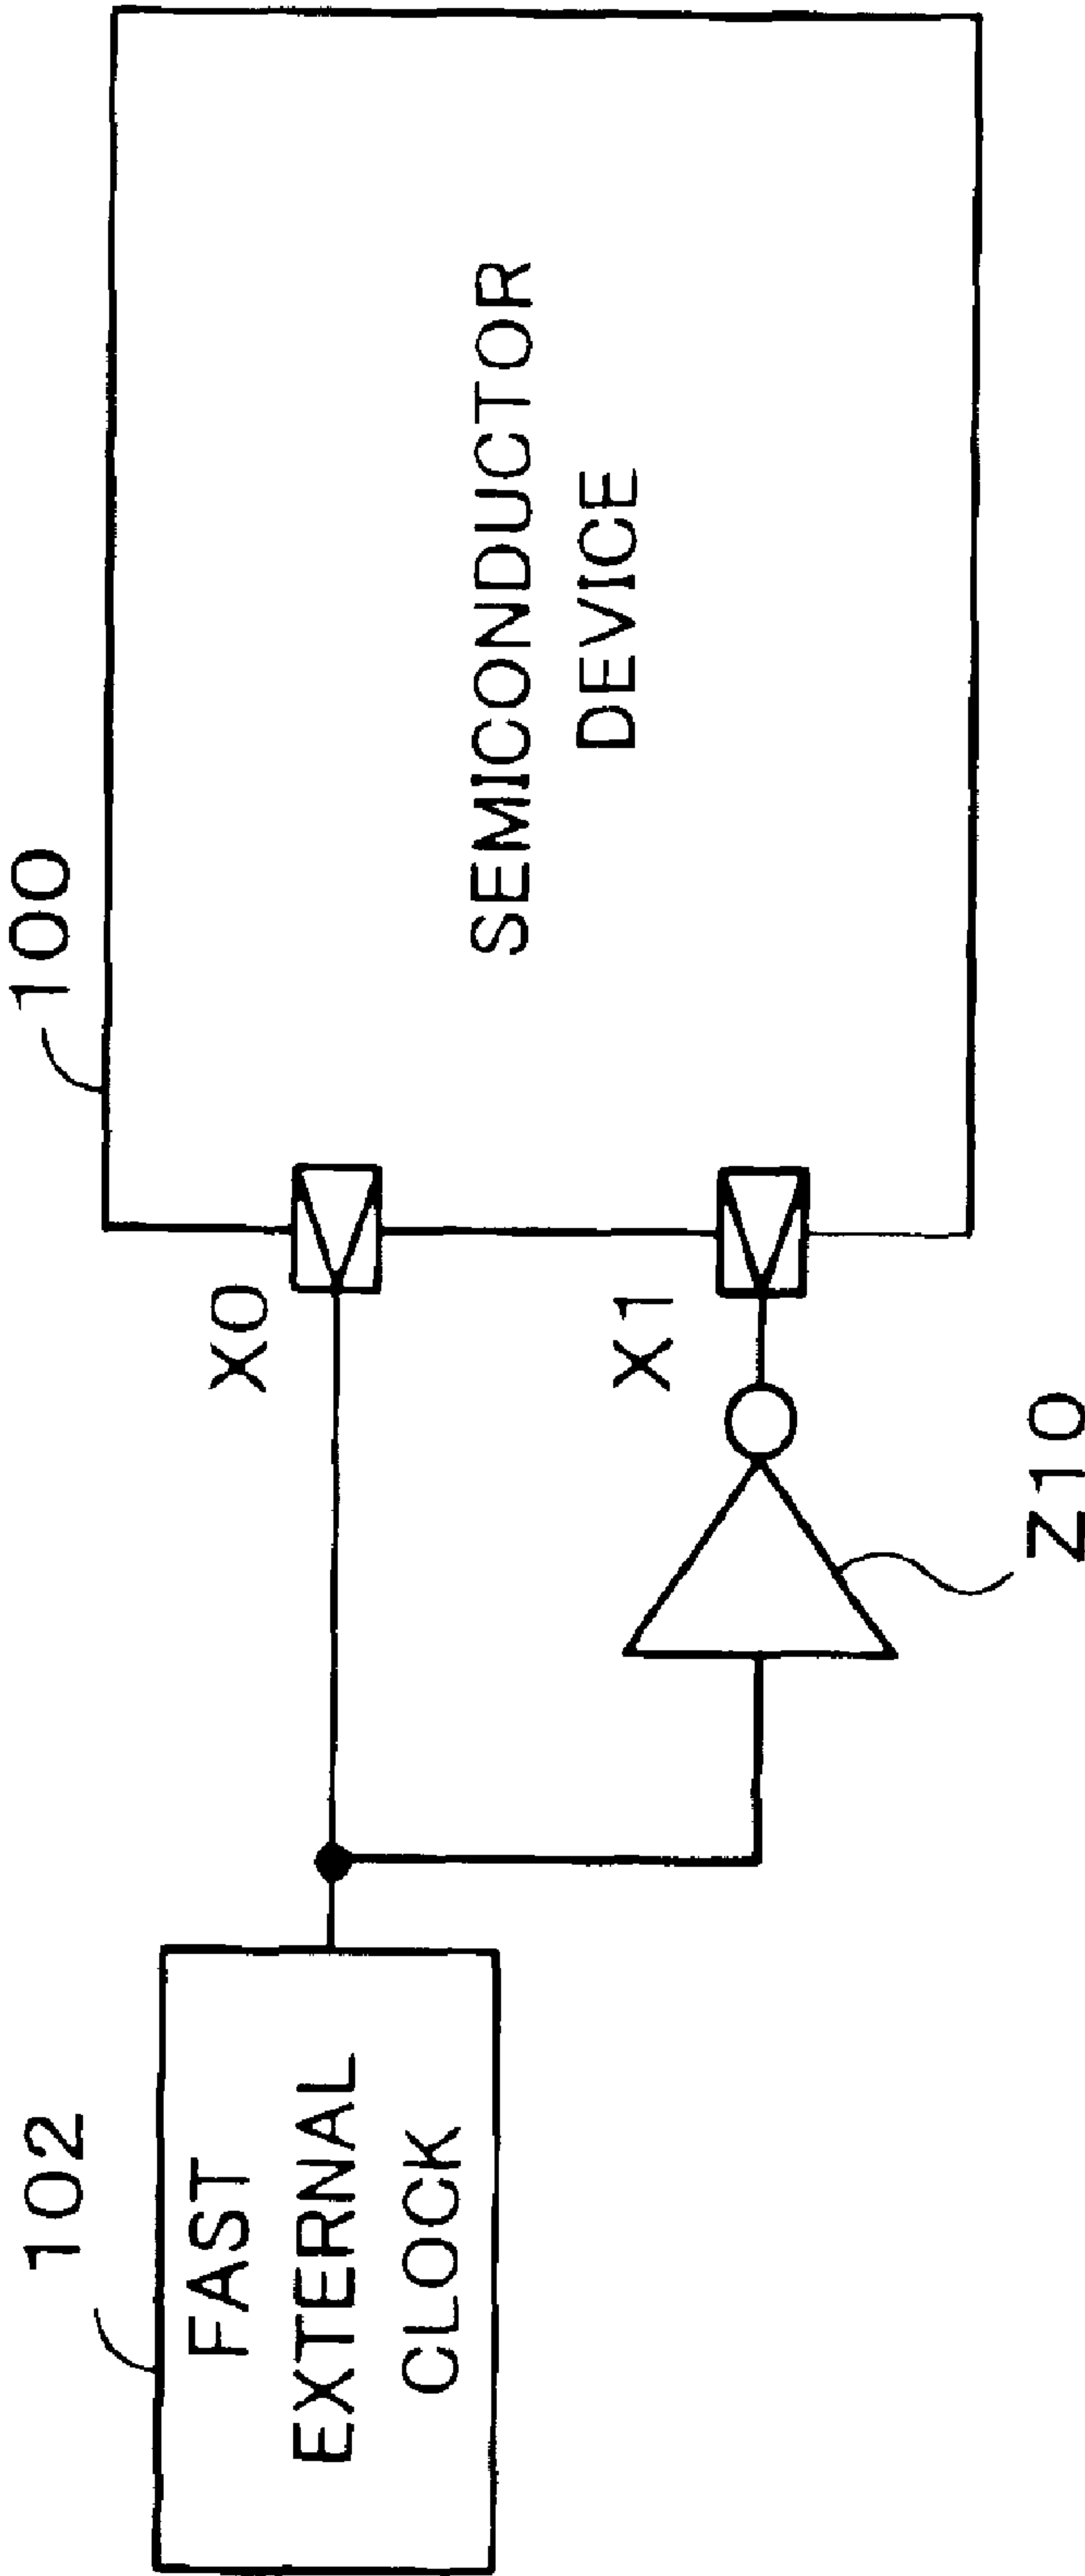 100
SEMICONDUCTOR
DEVICE
X0
X1
Z10
102
FAST
EXTERNAL
CLOCK